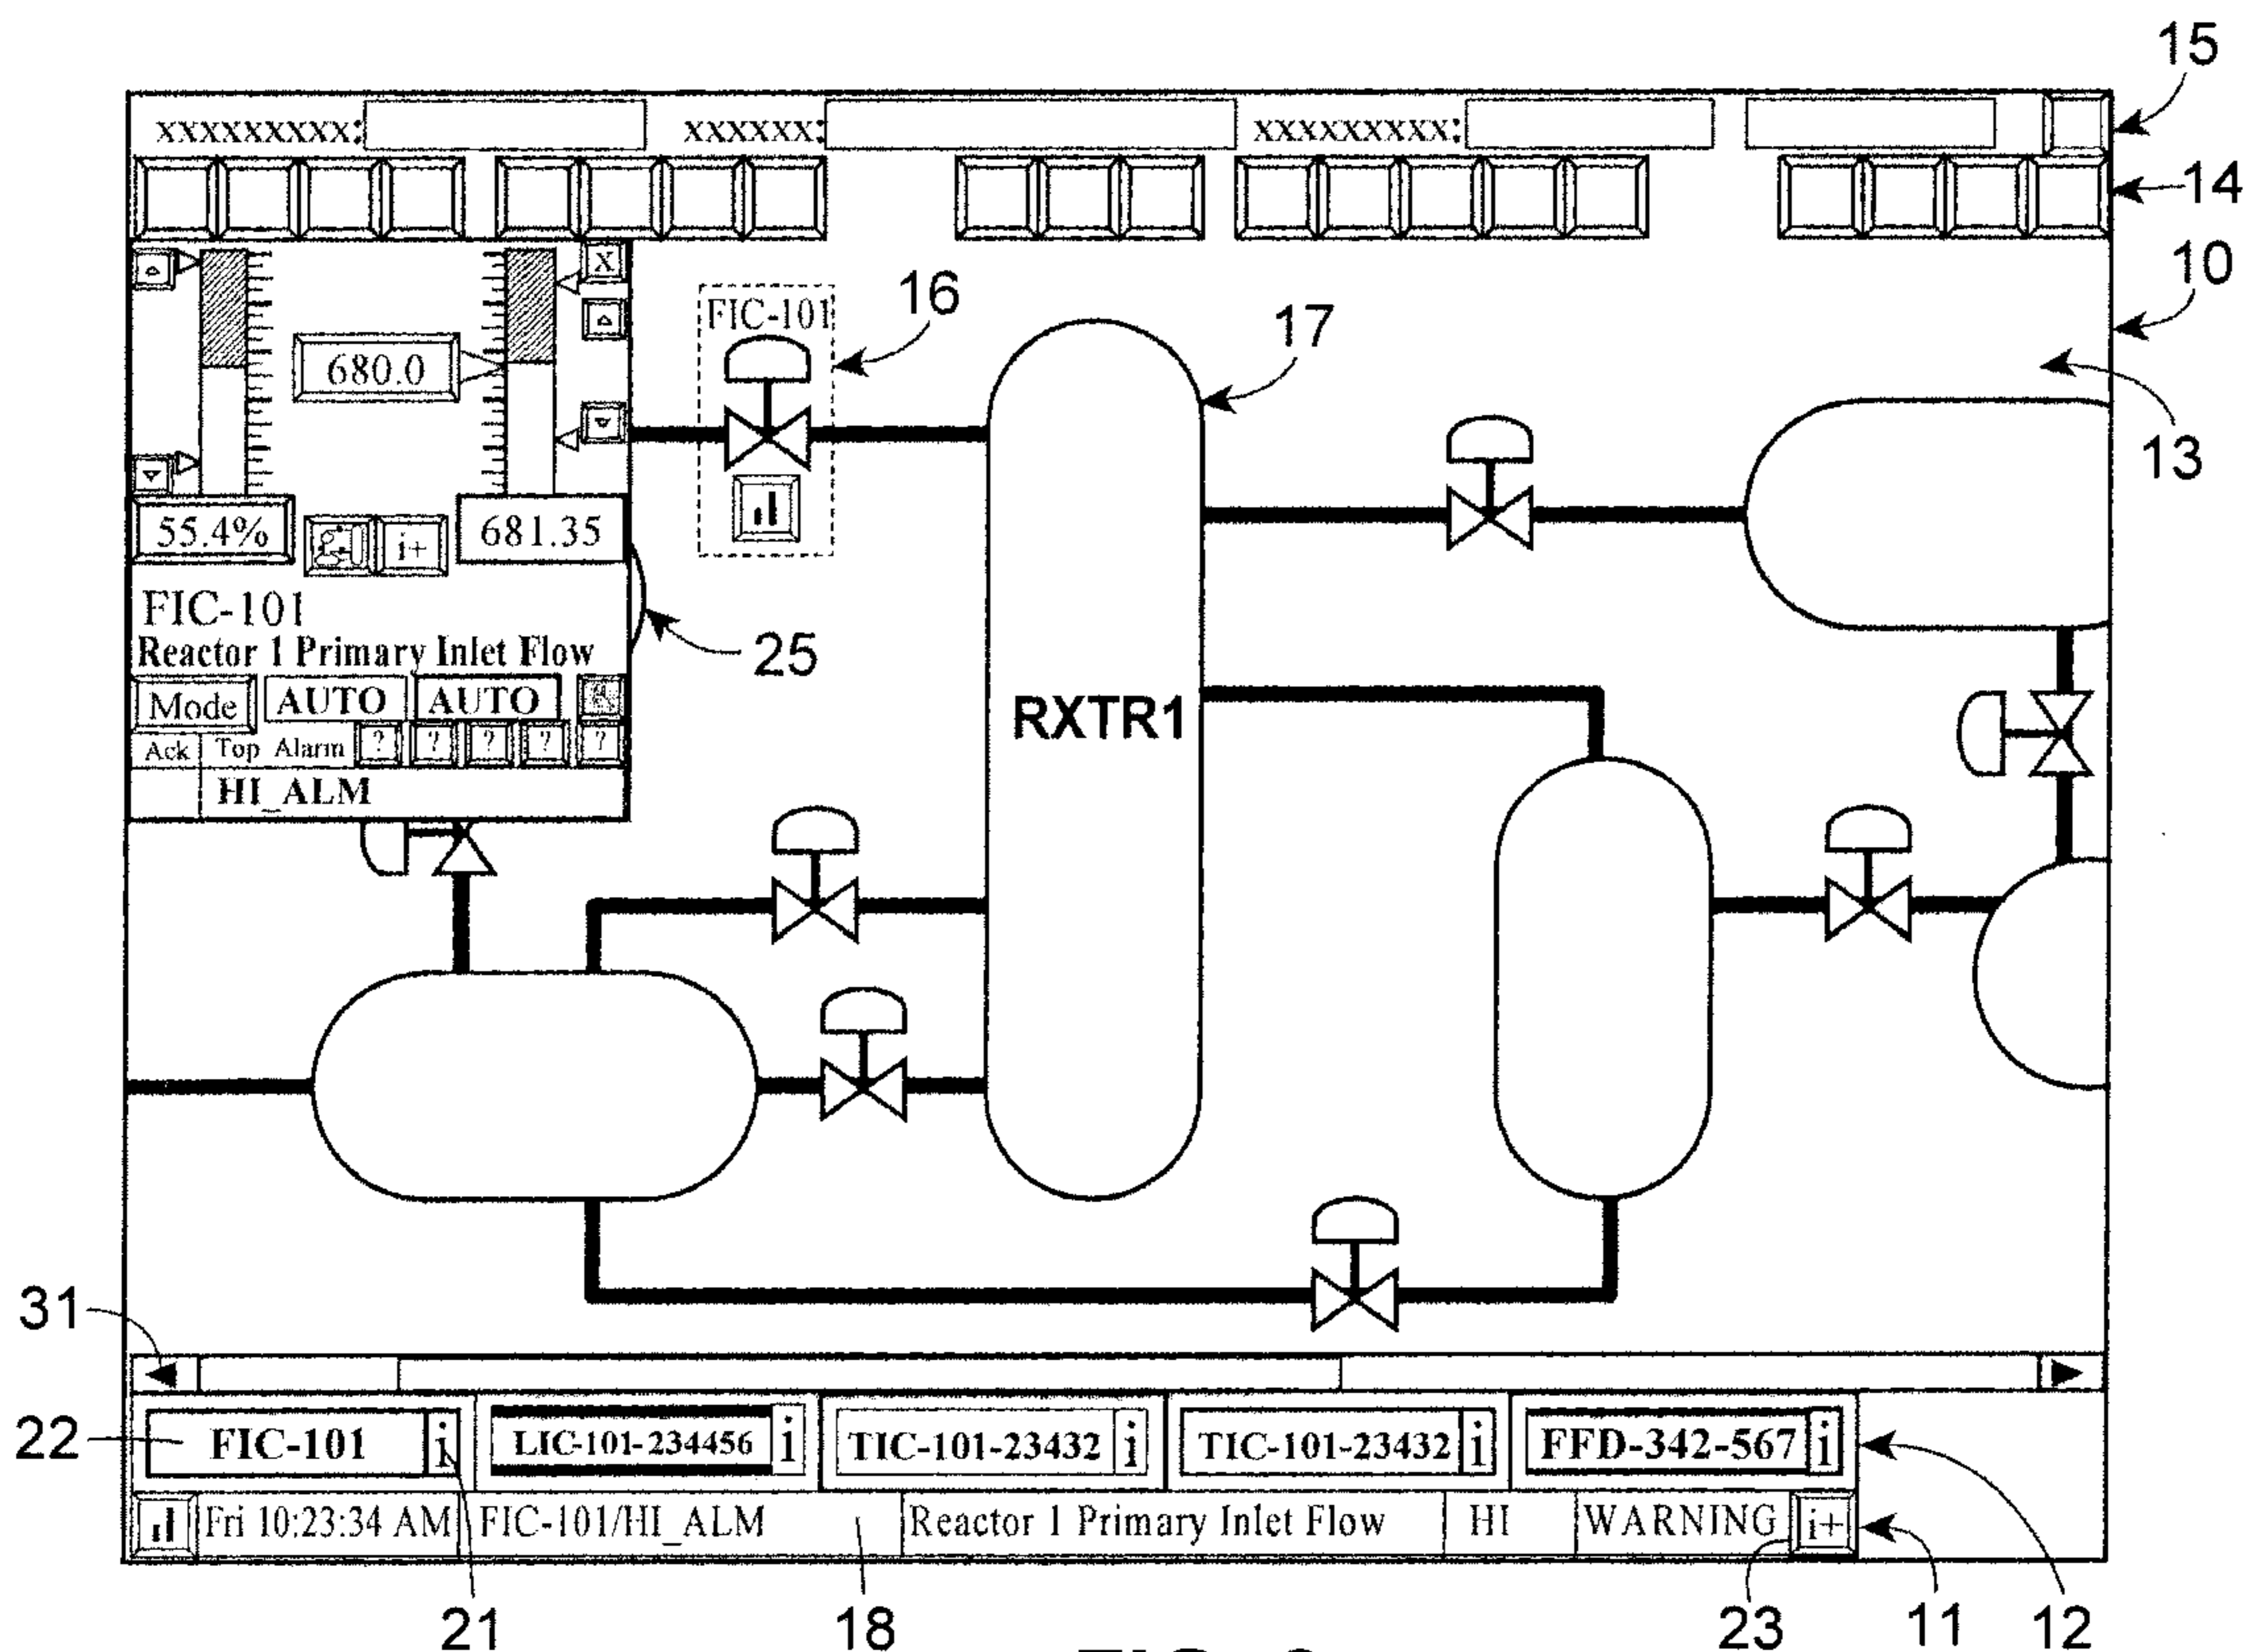 15
xxxxxxxxx: xxxxxx: xxxxxxxxx:
14
10
X
FIC-101
16
17
680.0
13
55.4% i+ 681.35
FIC-101
Reactor 1 Primary Inlet Flow
25
Mode AUTO AUTO
RXTR1
Ack Top Alarm ? ? ? ? ?
HI_ALM
31
22
FIC-101 i LIC-101-234456 i TIC-101-23432 i TIC-101-23432 i FFD-342-567 i
Fri 10:23:34 AM FIC-101/HI_ALM Reactor 1 Primary Inlet Flow HI WARNING i+
21 18 23 11 12